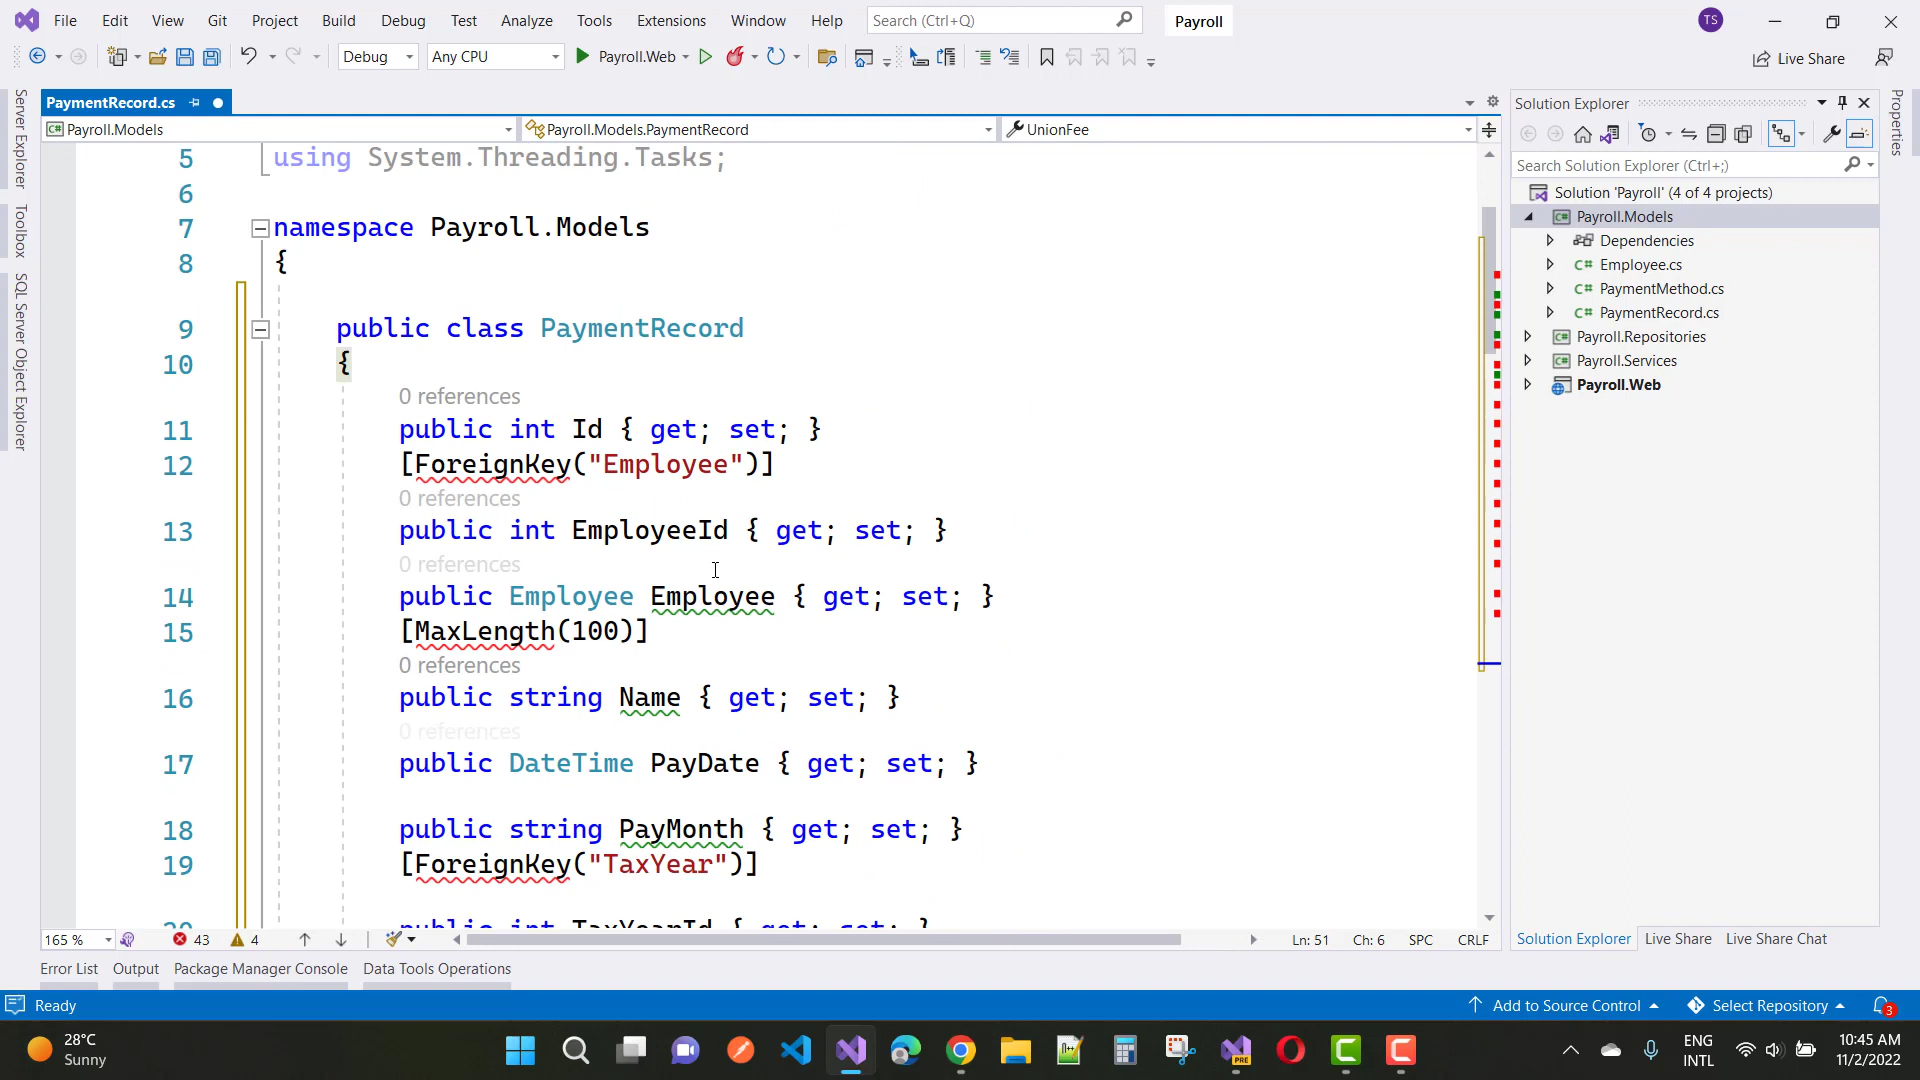 File Edit View Git Project Build Debug Test Analyze Tools Extensions Window Help Search (Ctrl+Q) Payroll TS
Debug Any CPU Payroll.Web Live Share
PaymentRecord.cs
Payroll.Models Payroll.Models.PaymentRecord UnionFee
Server Explorer
Toolbox
SQL Server Object Explorer
5 using System.Threading.Tasks;
6
7 namespace Payroll.Models
8 {
9 public class PaymentRecord
10 {
0 references
11 public int Id { get; set; }
12 [ForeignKey("Employee")]
0 references
13 public int EmployeeId { get; set; }
0 references
14 public Employee Employee { get; set; }
15 [MaxLength(100)]
0 references
16 public string Name { get; set; }
0 references
17 public DateTime PayDate { get; set; }
18 public string PayMonth { get; set; }
19 [ForeignKey("TaxYear")]
20 public int TaxYearId { get; set; }
165 % 43 4 Ln: 51 Ch: 6 SPC CRLF
Solution Explorer
Search Solution Explorer (Ctrl+;)
Solution 'Payroll' (4 of 4 projects)
C# Payroll.Models
Dependencies
C# Employee.cs
C# PaymentMethod.cs
C# PaymentRecord.cs
C# Payroll.Repositories
C# Payroll.Services
Payroll.Web
Solution Explorer Live Share Live Share Chat
Properties
Error List Output Package Manager Console Data Tools Operations
Ready Add to Source Control Select Repository 3
28°C
Sunny
PRE
ENG
INTL
10:45 AM
11/2/2022